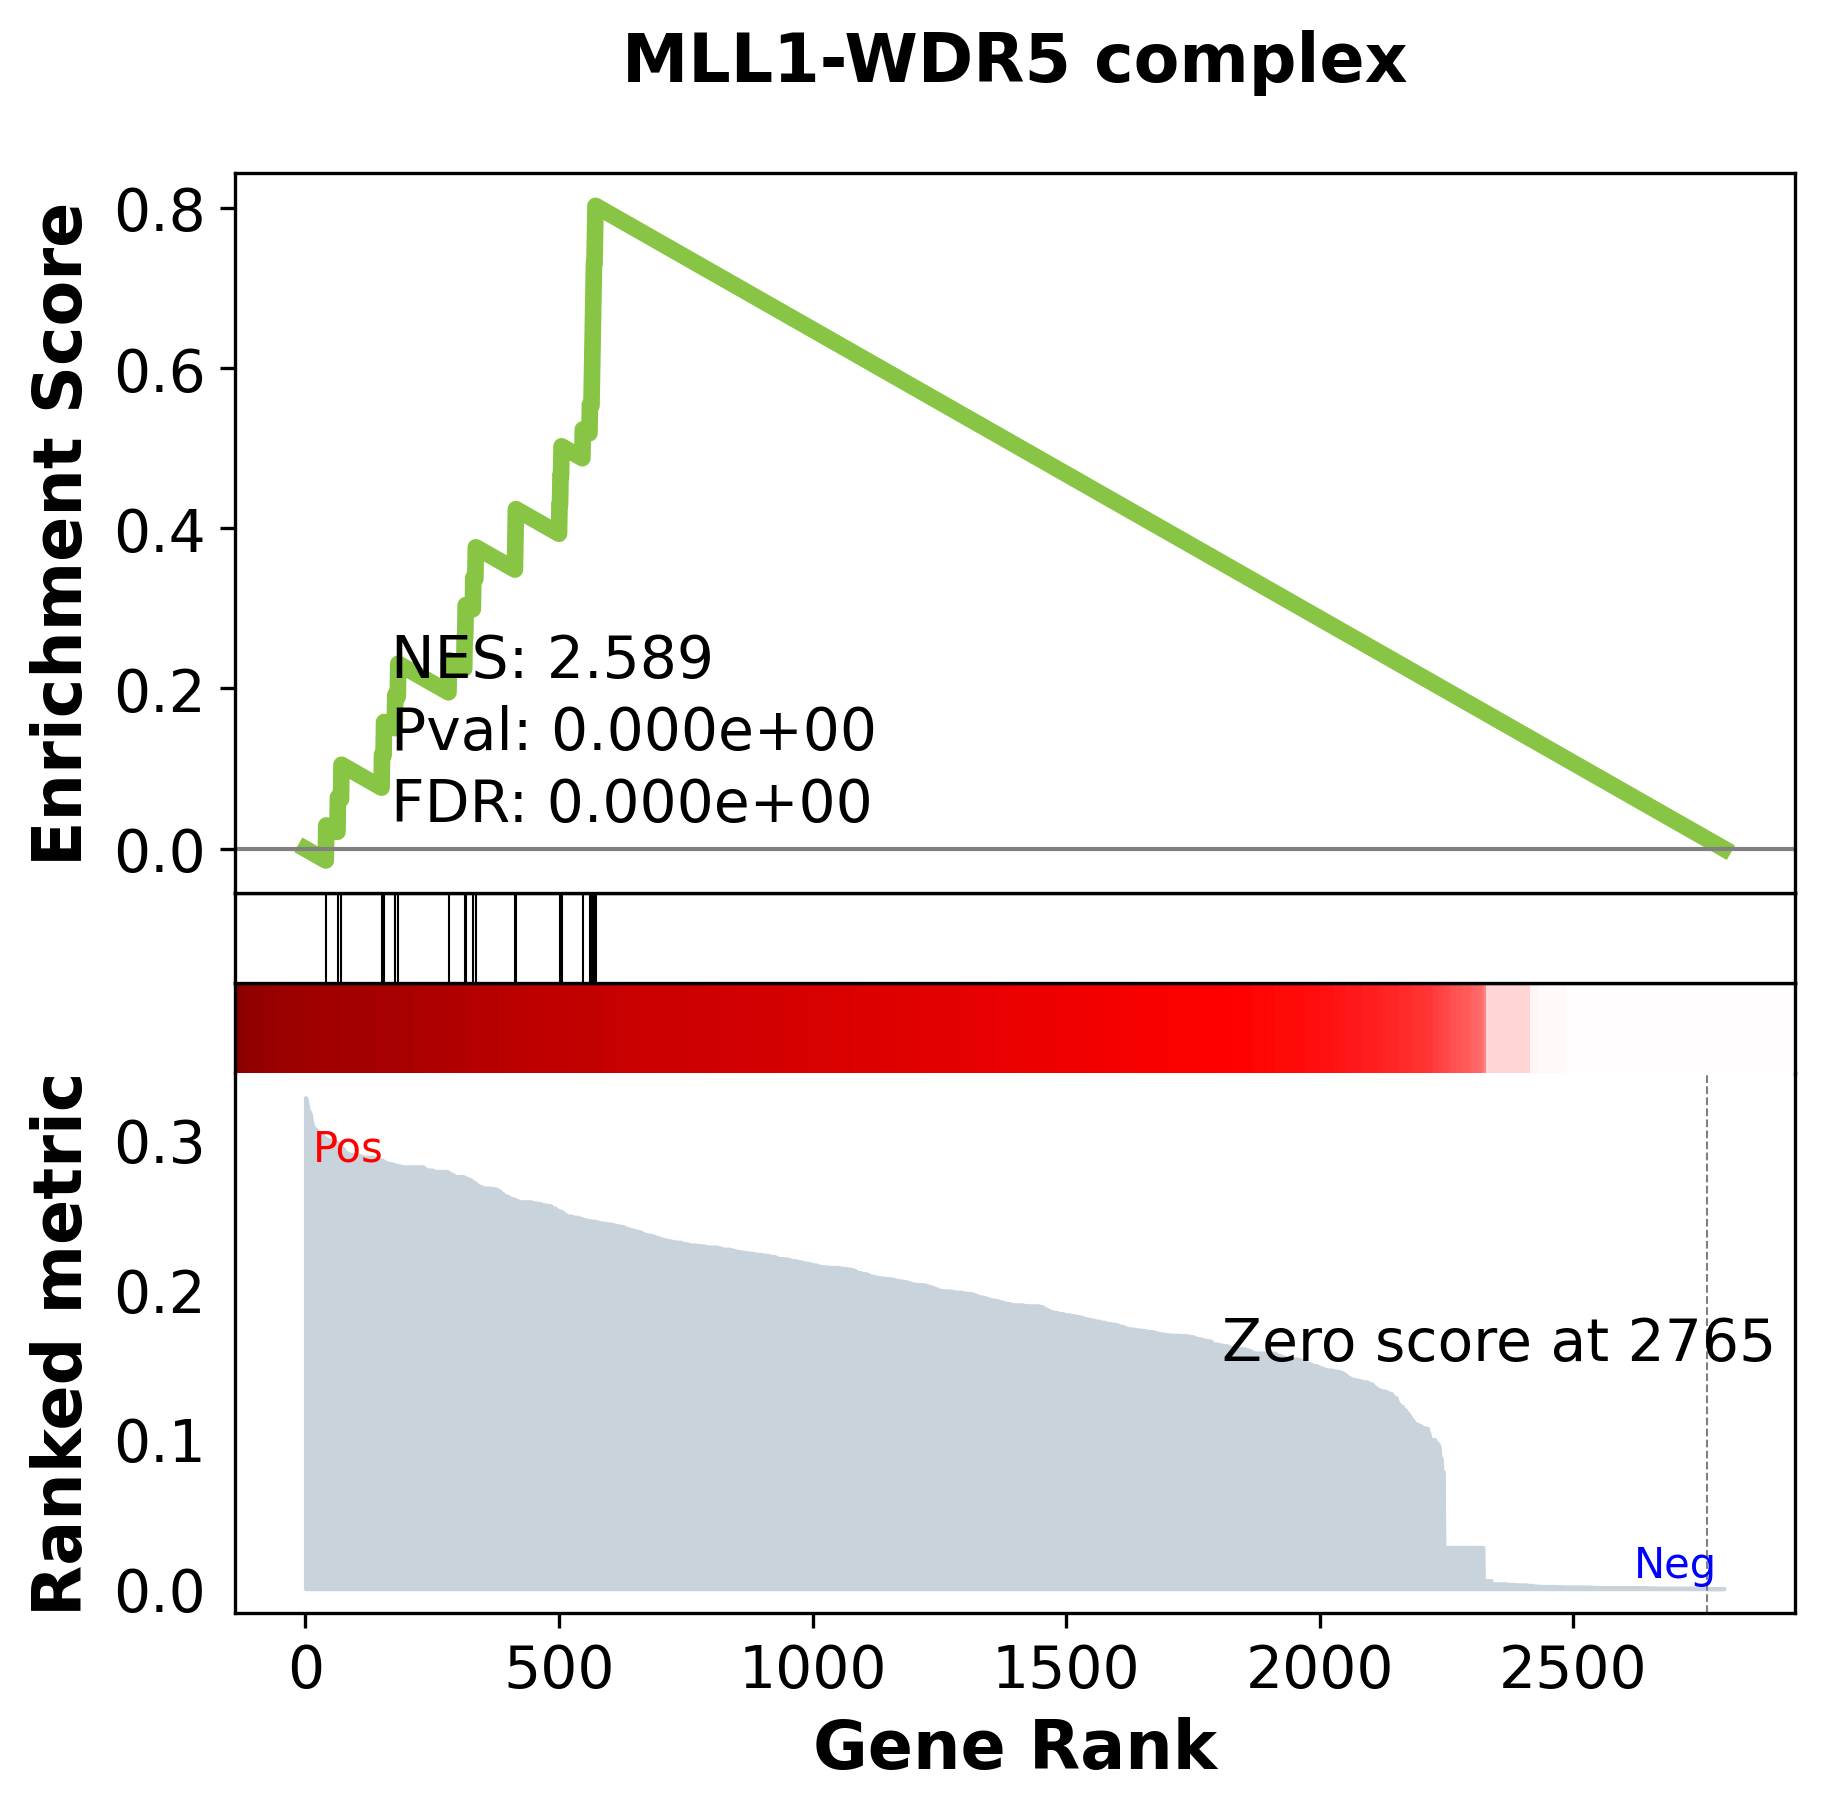 MLL1-WDR5 complex
Enrichment Score
0.8
0.6
0.4
0.2
0.0
NES: 2.589
Pval: 0.000e+00
FDR: 0.000e+00
Ranked metric
0.3
0.2
0.1
0.0
Pos
Zero score at 2765
Neg
0 500 1000 1500 2000 2500
Gene Rank